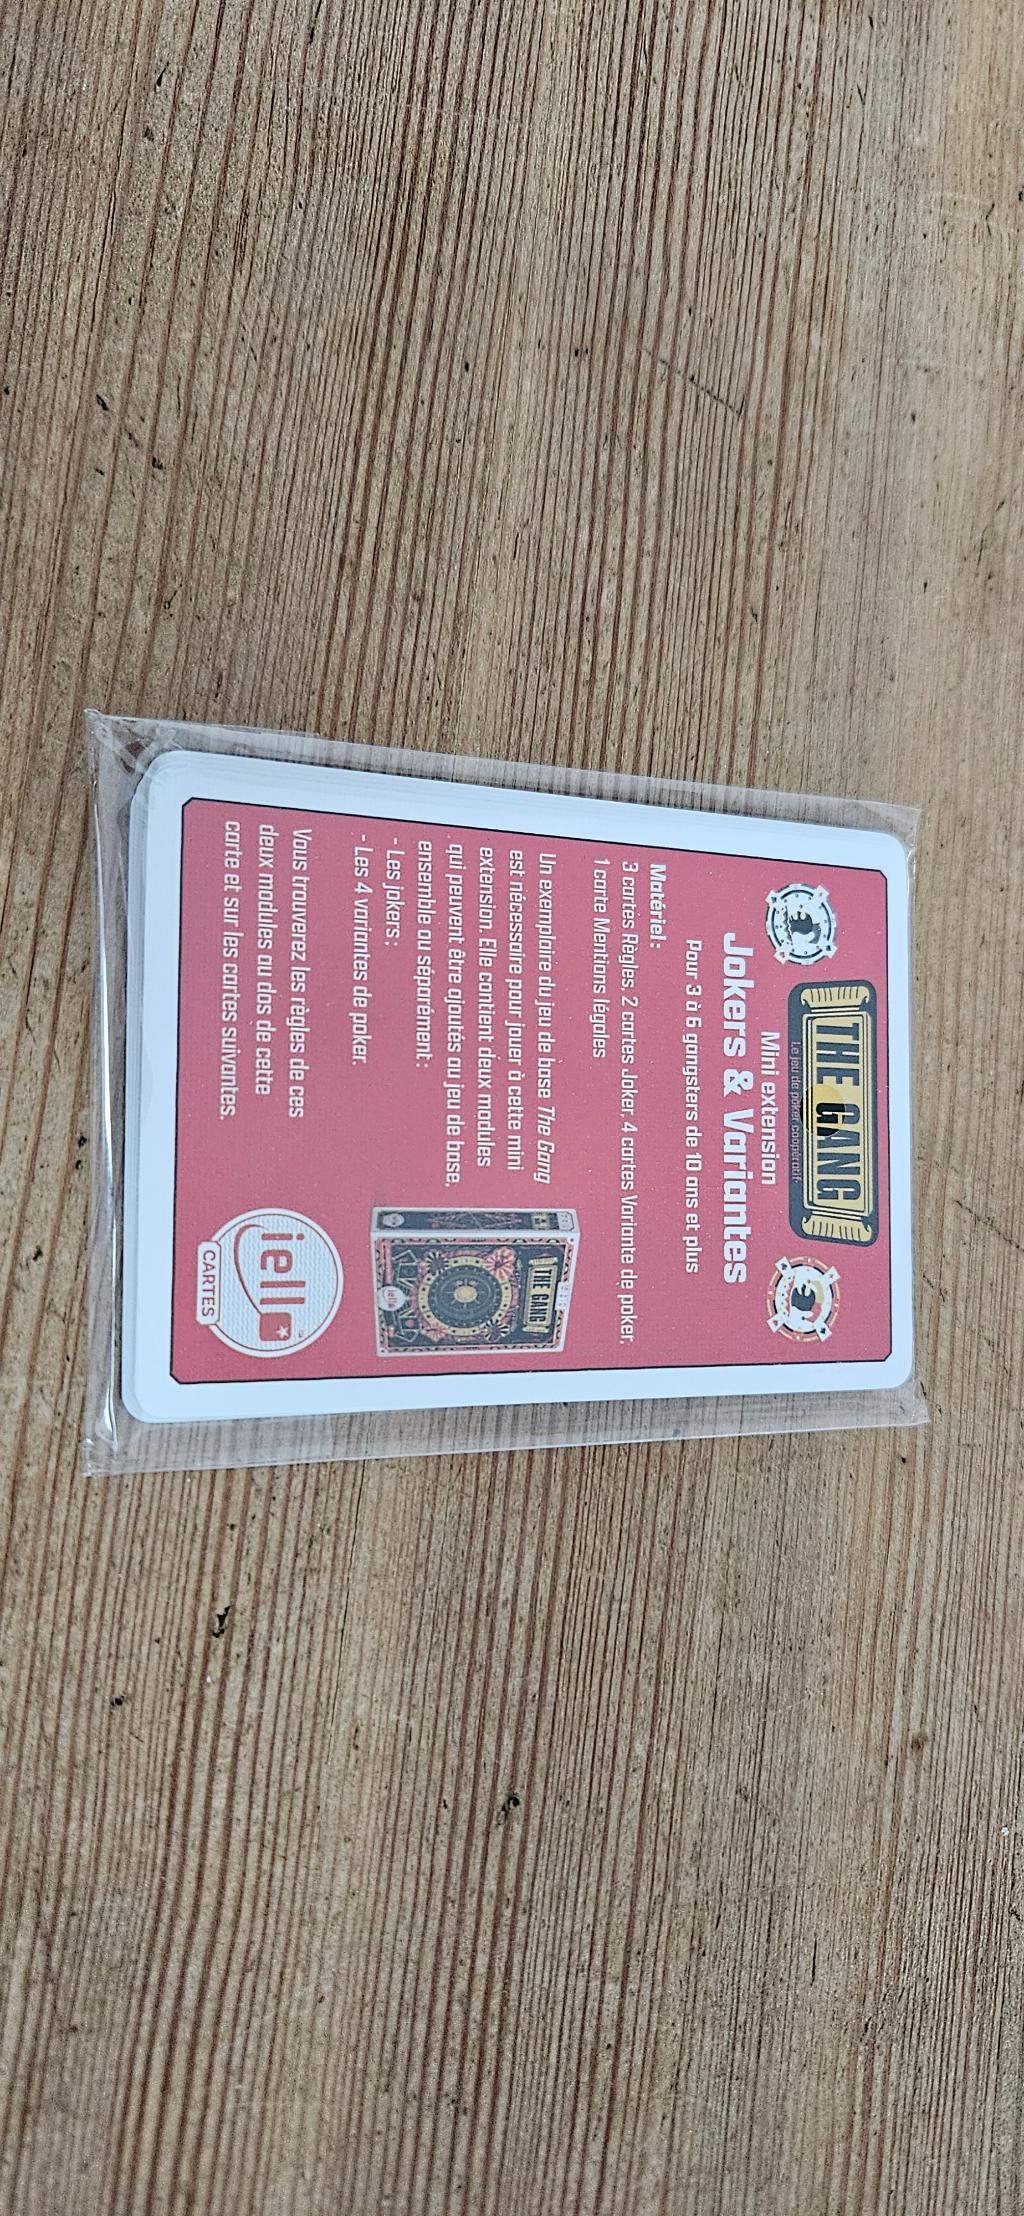 THE GANG
Le jeu de poker coopératif
Mini extension
Jokers & Variantes
Pour 3 à 6 gangsters de 10 ans et plus
Matériel :
3 cartes Règles, 2 cartes Joker, 4 cartes Variante de poker,
1 carte Mentions légales
Un exemplaire du jeu de base The Gang
est nécessaire pour jouer à cette mini
extension. Elle contient deux modules
qui peuvent être ajoutés au jeu de base,
ensemble ou séparément :
- Les jokers ;
- Les 4 variantes de poker.
Vous trouverez les règles de ces
deux modules au dos de cette
carte et sur les cartes suivantes.
THE GANG
iello
CARTES